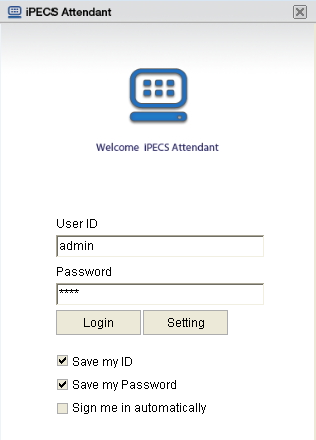 iPECS Attendant
Welcome iPECS Attendant
User ID
admin
Password
****
Login Setting
Save my ID
Save my Password
Sign me in automatically